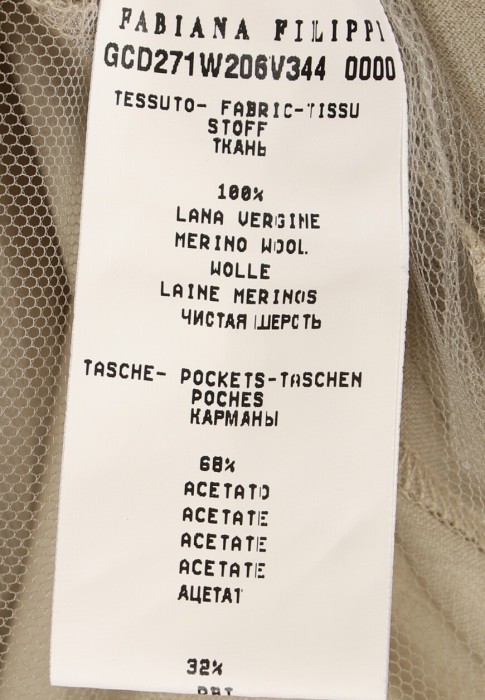 FABIANA FILIPPI
GCD271W206V344 0000
TESSUTO- FABRIC-TISSU
STOFF
ТКАНЬ
100%
LANA VERGINE
MERINO WOOL
WOLLE
LAINE MERINOS
ЧИСТАЯ ШЕРСТЬ
TASCHE- POCKETS-TASCHEN
POCHES
КАРМАНЫ
68%
ACETATO
ACETATE
ACETATE
ACETATE
АЦЕТАТ
32%